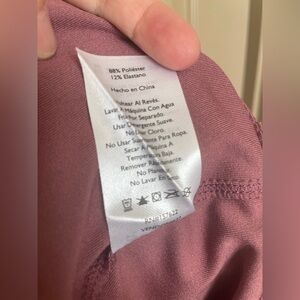 88% Poliéster
12% Elastano
Hecho en China
Voltear Al Revés.
Lavar A Máquina Con Agua
Fría Por Separado.
Usar Detergente Suave.
No Use Cloro.
No Usar Suavizante Para Ropa.
Secar A Máquina A
Temperatura Baja.
Remover Rápidamente.
No Planchar.
No Lavar En Seco.